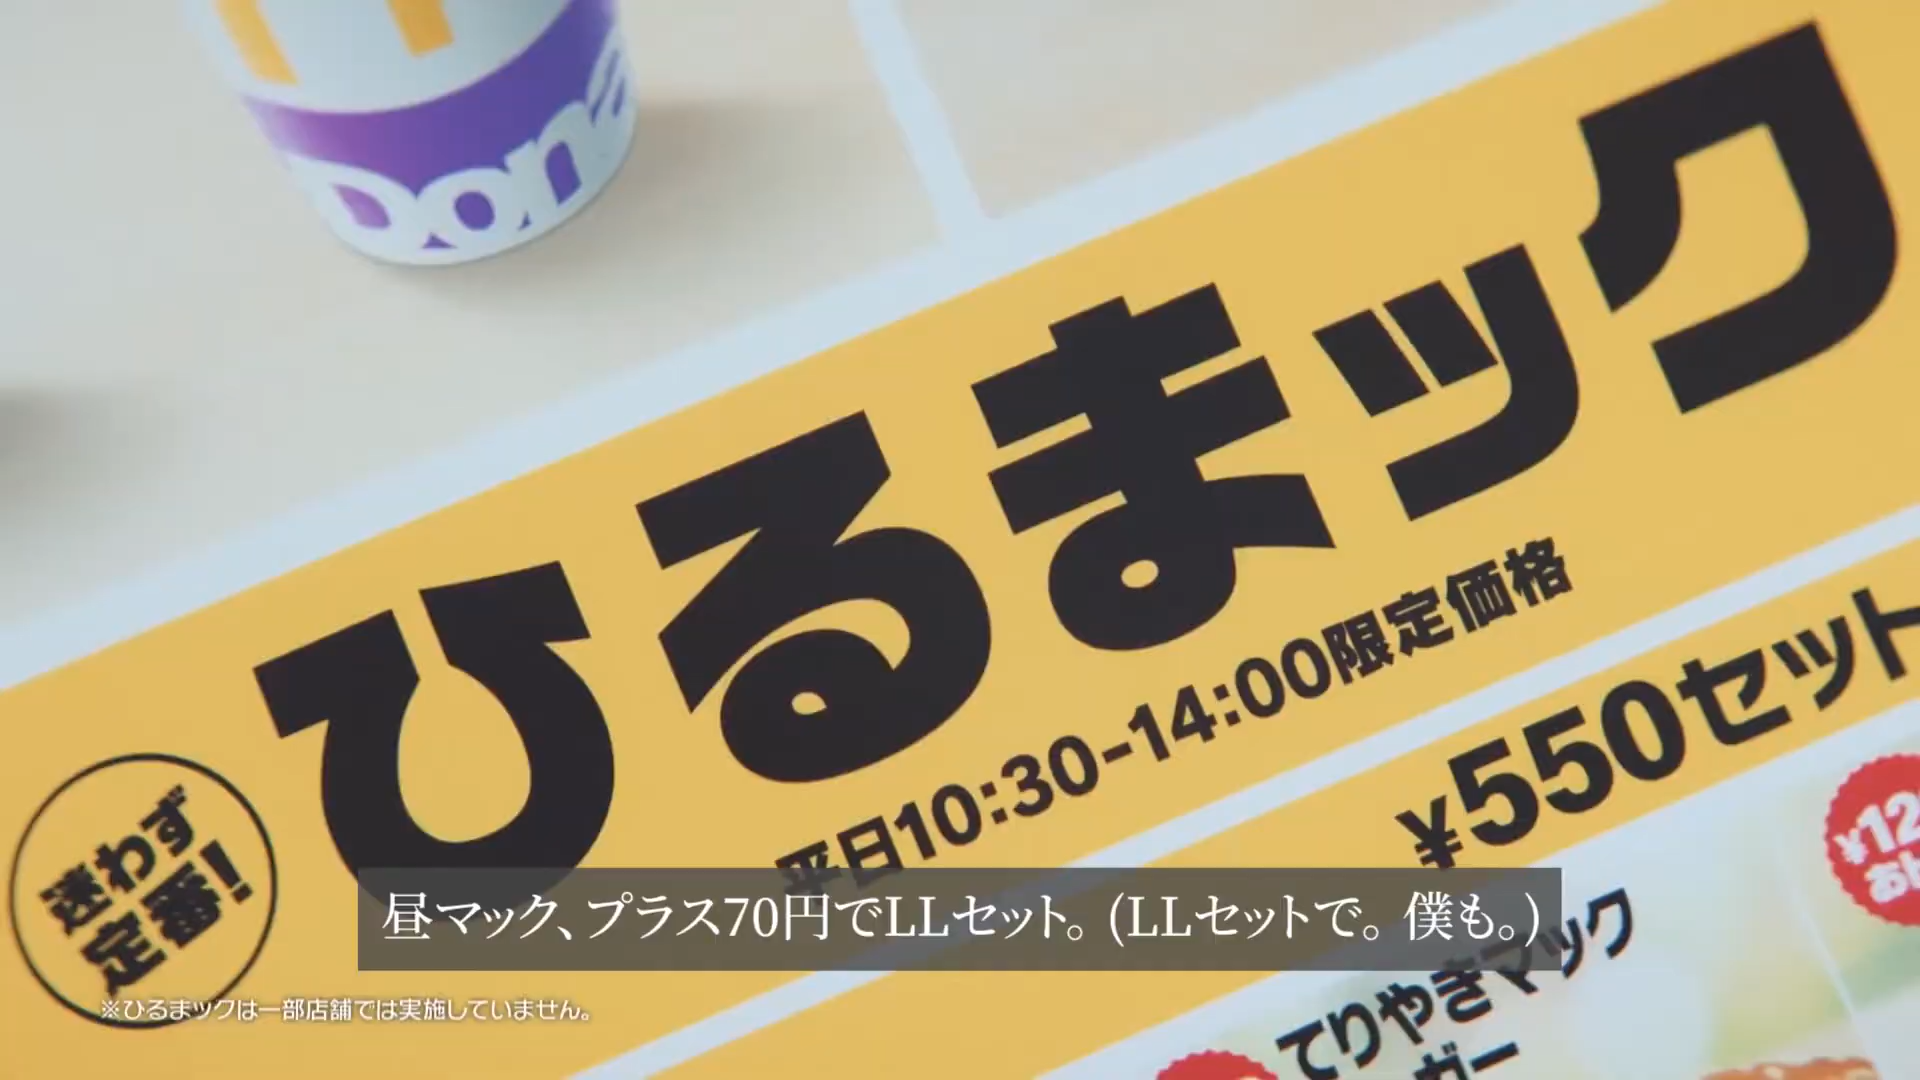 Don
ひるまック
平日10:30-14:00限定価格
迷わず
定番!
¥550セット
¥12
お
てりやきマック
ガー
昼マック、プラス70円でLLセット。(LLセットで。僕も。)
※ひるまックは一部店舗では実施していません。